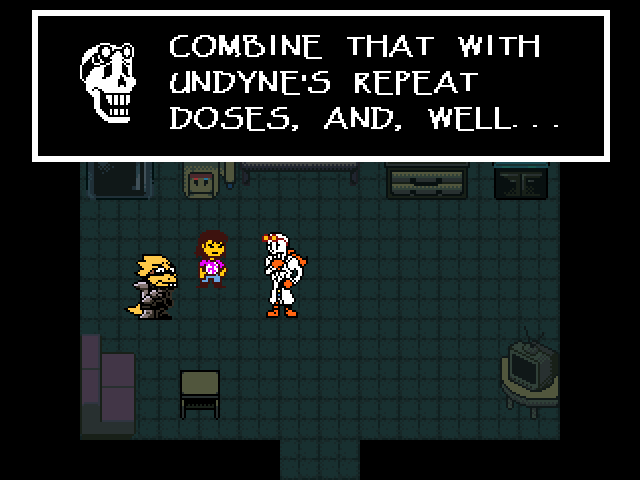 COMBINE THAT WITH
UNDYNE'S REPEAT
DOSES, AND, WELL...